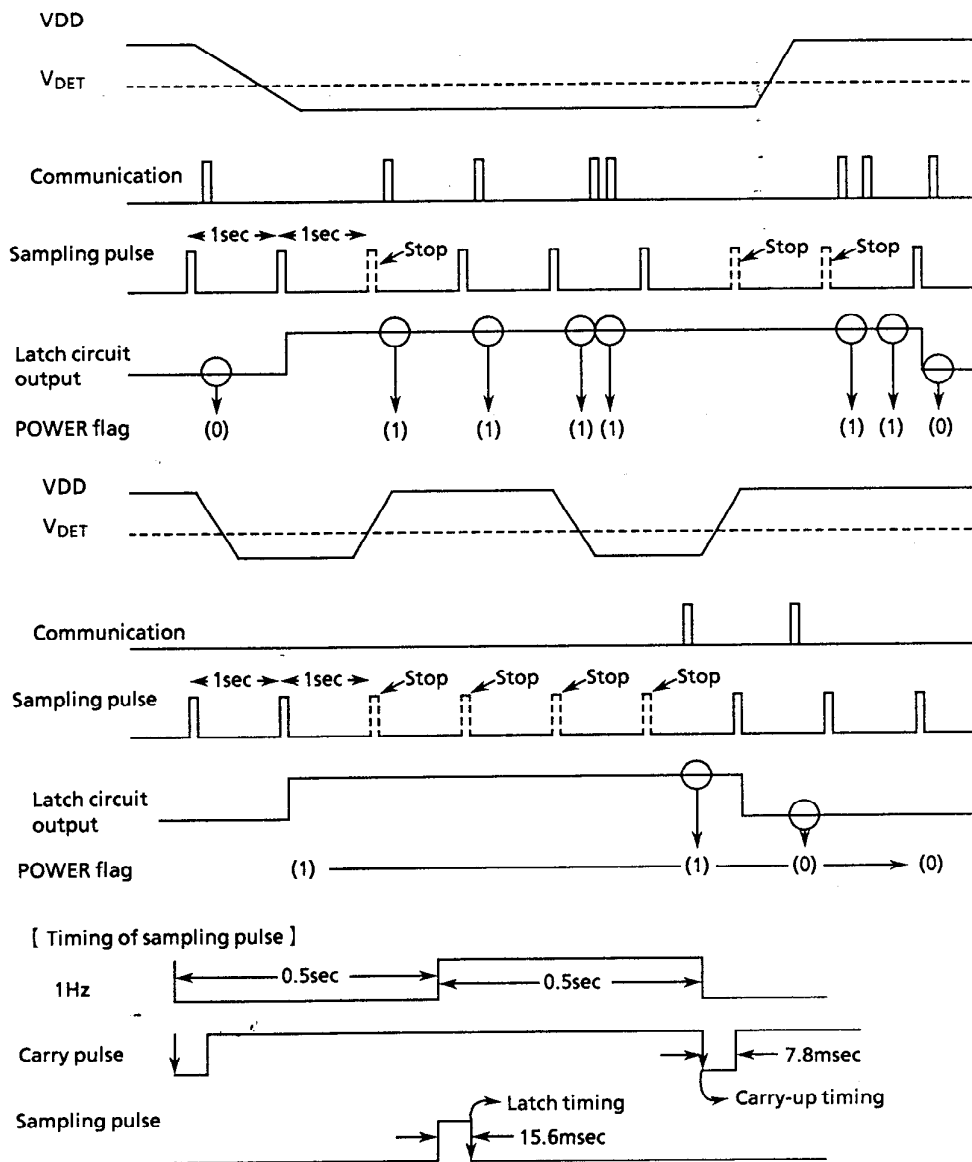 VDD
VDET
Communication
1sec 1sec Stop Stop Stop
Sampling pulse
Latch circuit
output
POWER flag (0) (1) (1) (1) (1) (1) (1) (0)
VDD
VDET
Communication
1sec 1sec Stop Stop Stop Stop
Sampling pulse
Latch circuit
output
POWER flag (1) (1) (0) (0)
[ Timing of sampling pulse ]
0.5sec 0.5sec
1Hz
Carry pulse 7.8msec
Carry-up timing
Latch timing
Sampling pulse 15.6msec